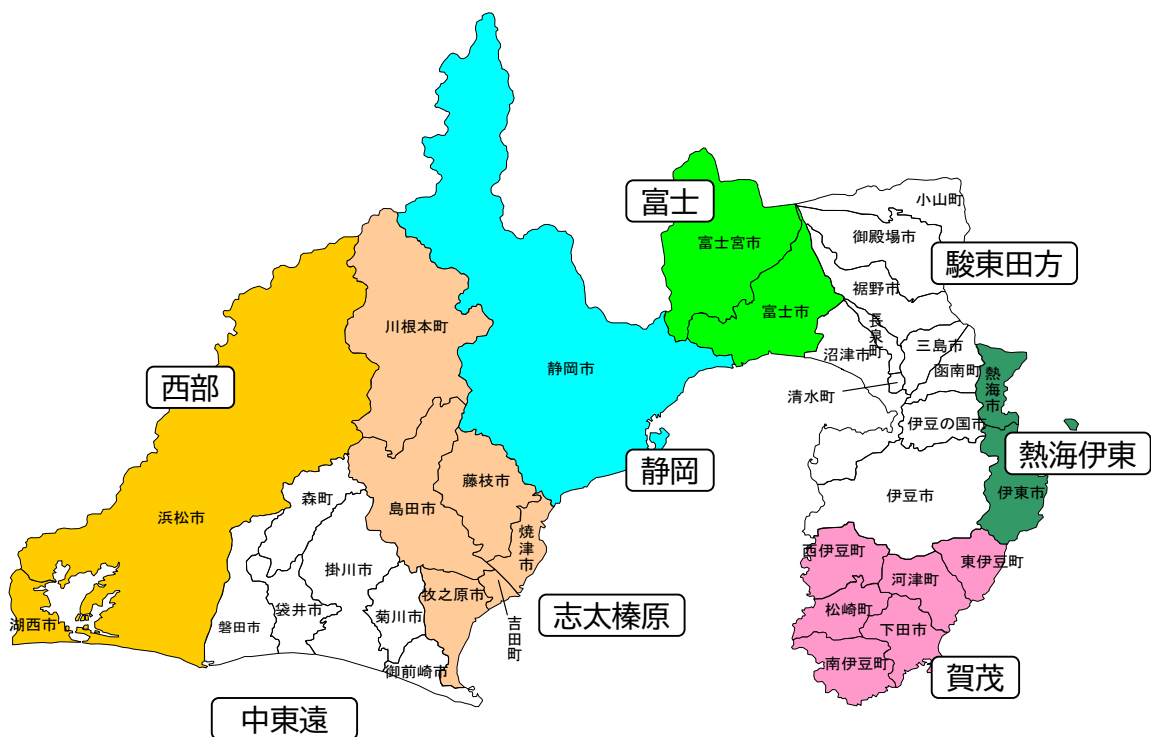 富士
小山町
富士宮市
御殿場市
駿東田方
裾野市
富士市
川根本町
長泉町
三島市
沼津市
函南町
静岡市
熱海市
西部
清水町
伊豆の国市
熱海伊東
静岡
藤枝市
森町
伊豆市
伊東市
島田市
浜松市
焼津市
西伊豆町
東伊豆町
掛川市
河津町
牧之原市
松崎町
袋井市
菊川市
志太榛原
吉田町
湖西市
磐田市
下田市
南伊豆町
御前崎市
賀茂
中東遠